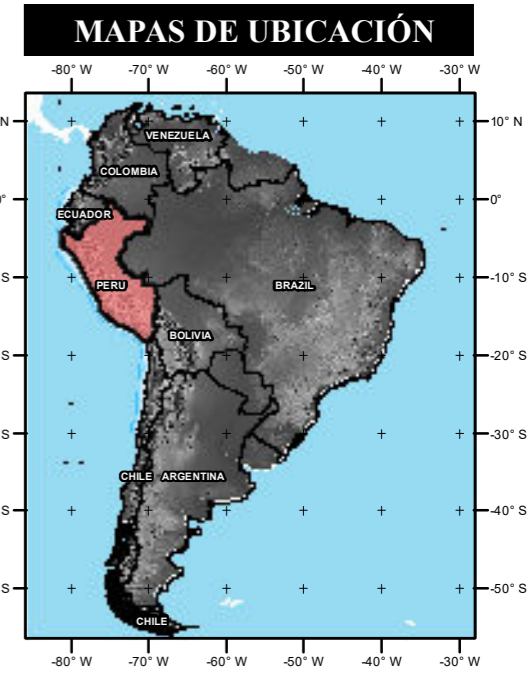 MAPAS DE UBICACIÓN
-80° W -70° W -60° W -50° W -40° W -30° W
N 10° N
VENEZUELA
COLOMBIA
° 0°
ECUADOR
S -10° S
PERU BRAZIL
BOLIVIA
S -20° S
S -30° S
CHILE ARGENTINA
S -40° S
S -50° S
CHILE
-80° W -70° W -60° W -50° W -40° W -30° W